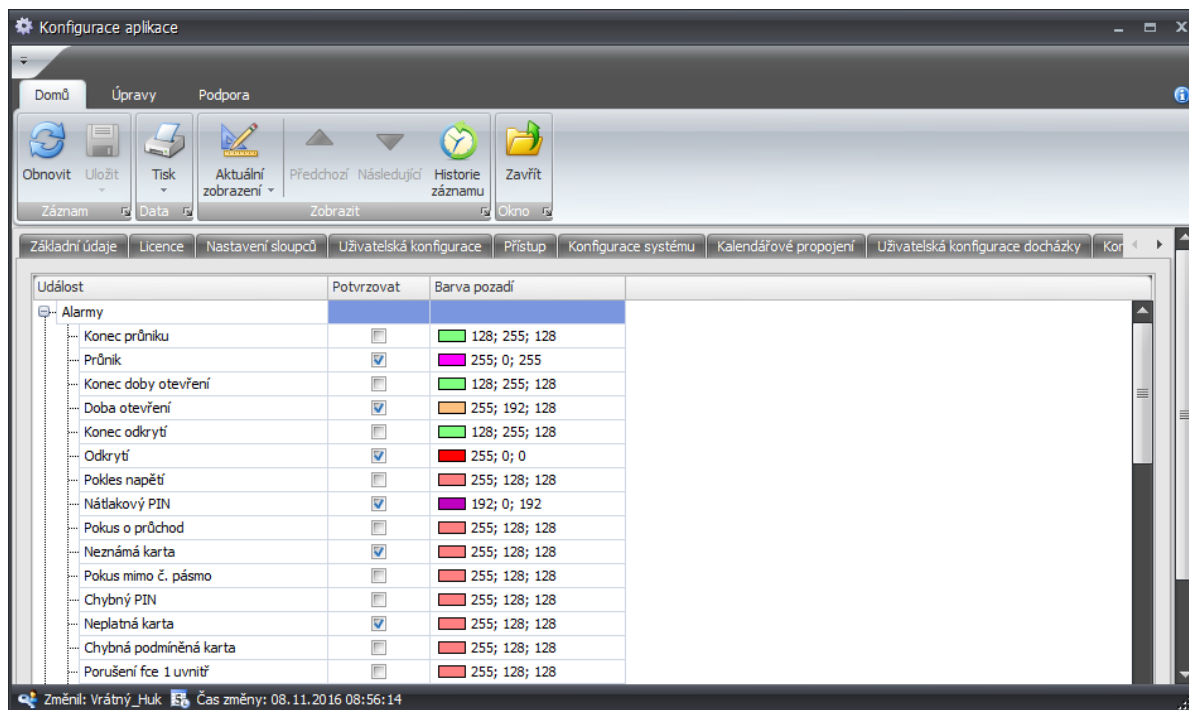 Konfigurace aplikace
Domů Úpravy Podpora
Obnovit Uložit Tisk Aktuální zobrazení Předchozí Následující Historie záznamu Zavřít
Záznam Data Zobrazit Okno
Základní údaje Licence Nastavení sloupců Uživatelská konfigurace Přístup Konfigurace systému Kalendářové propojení Uživatelská konfigurace docházky Kor
Událost Potvrzovat Barva pozadí
Alarmy
Konec průniku 128; 255; 128
Průnik 255; 0; 255
Konec doby otevření 128; 255; 128
Doba otevření 255; 192; 128
Konec odkrytí 128; 255; 128
Odkrytí 255; 0; 0
Pokles napětí 255; 128; 128
Nátlakový PIN 192; 0; 192
Pokus o průchod 255; 128; 128
Neznámá karta 255; 128; 128
Pokus mimo č. pásmo 255; 128; 128
Chybný PIN 255; 128; 128
Neplatná karta 255; 128; 128
Chybná podmíněná karta 255; 128; 128
Porušení fce 1 uvnitř 255; 128; 128
Změnil: Vrátný_Huk Čas změny: 08.11.2016 08:56:14